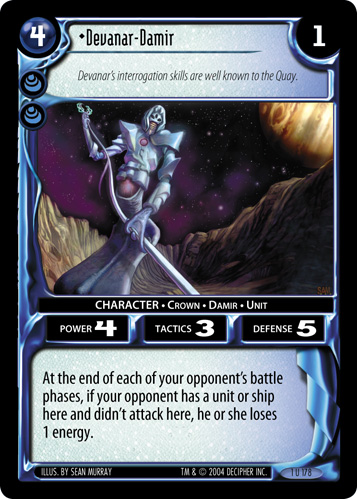 4
•Devanar-Damir
1
Devanar's interrogation skills are well known to the Quay.
CHARACTER • CROWN • DAMIR • UNIT
POWER 4 TACTICS 3 DEFENSE 5
At the end of each of your opponent's battle
phases, if your opponent has a unit or ship
here and didn't attack here, he or she loses
1 energy.
ILLUS. BY SEAN MURRAY TM & © 2004 DECIPHER INC. 1 U 178